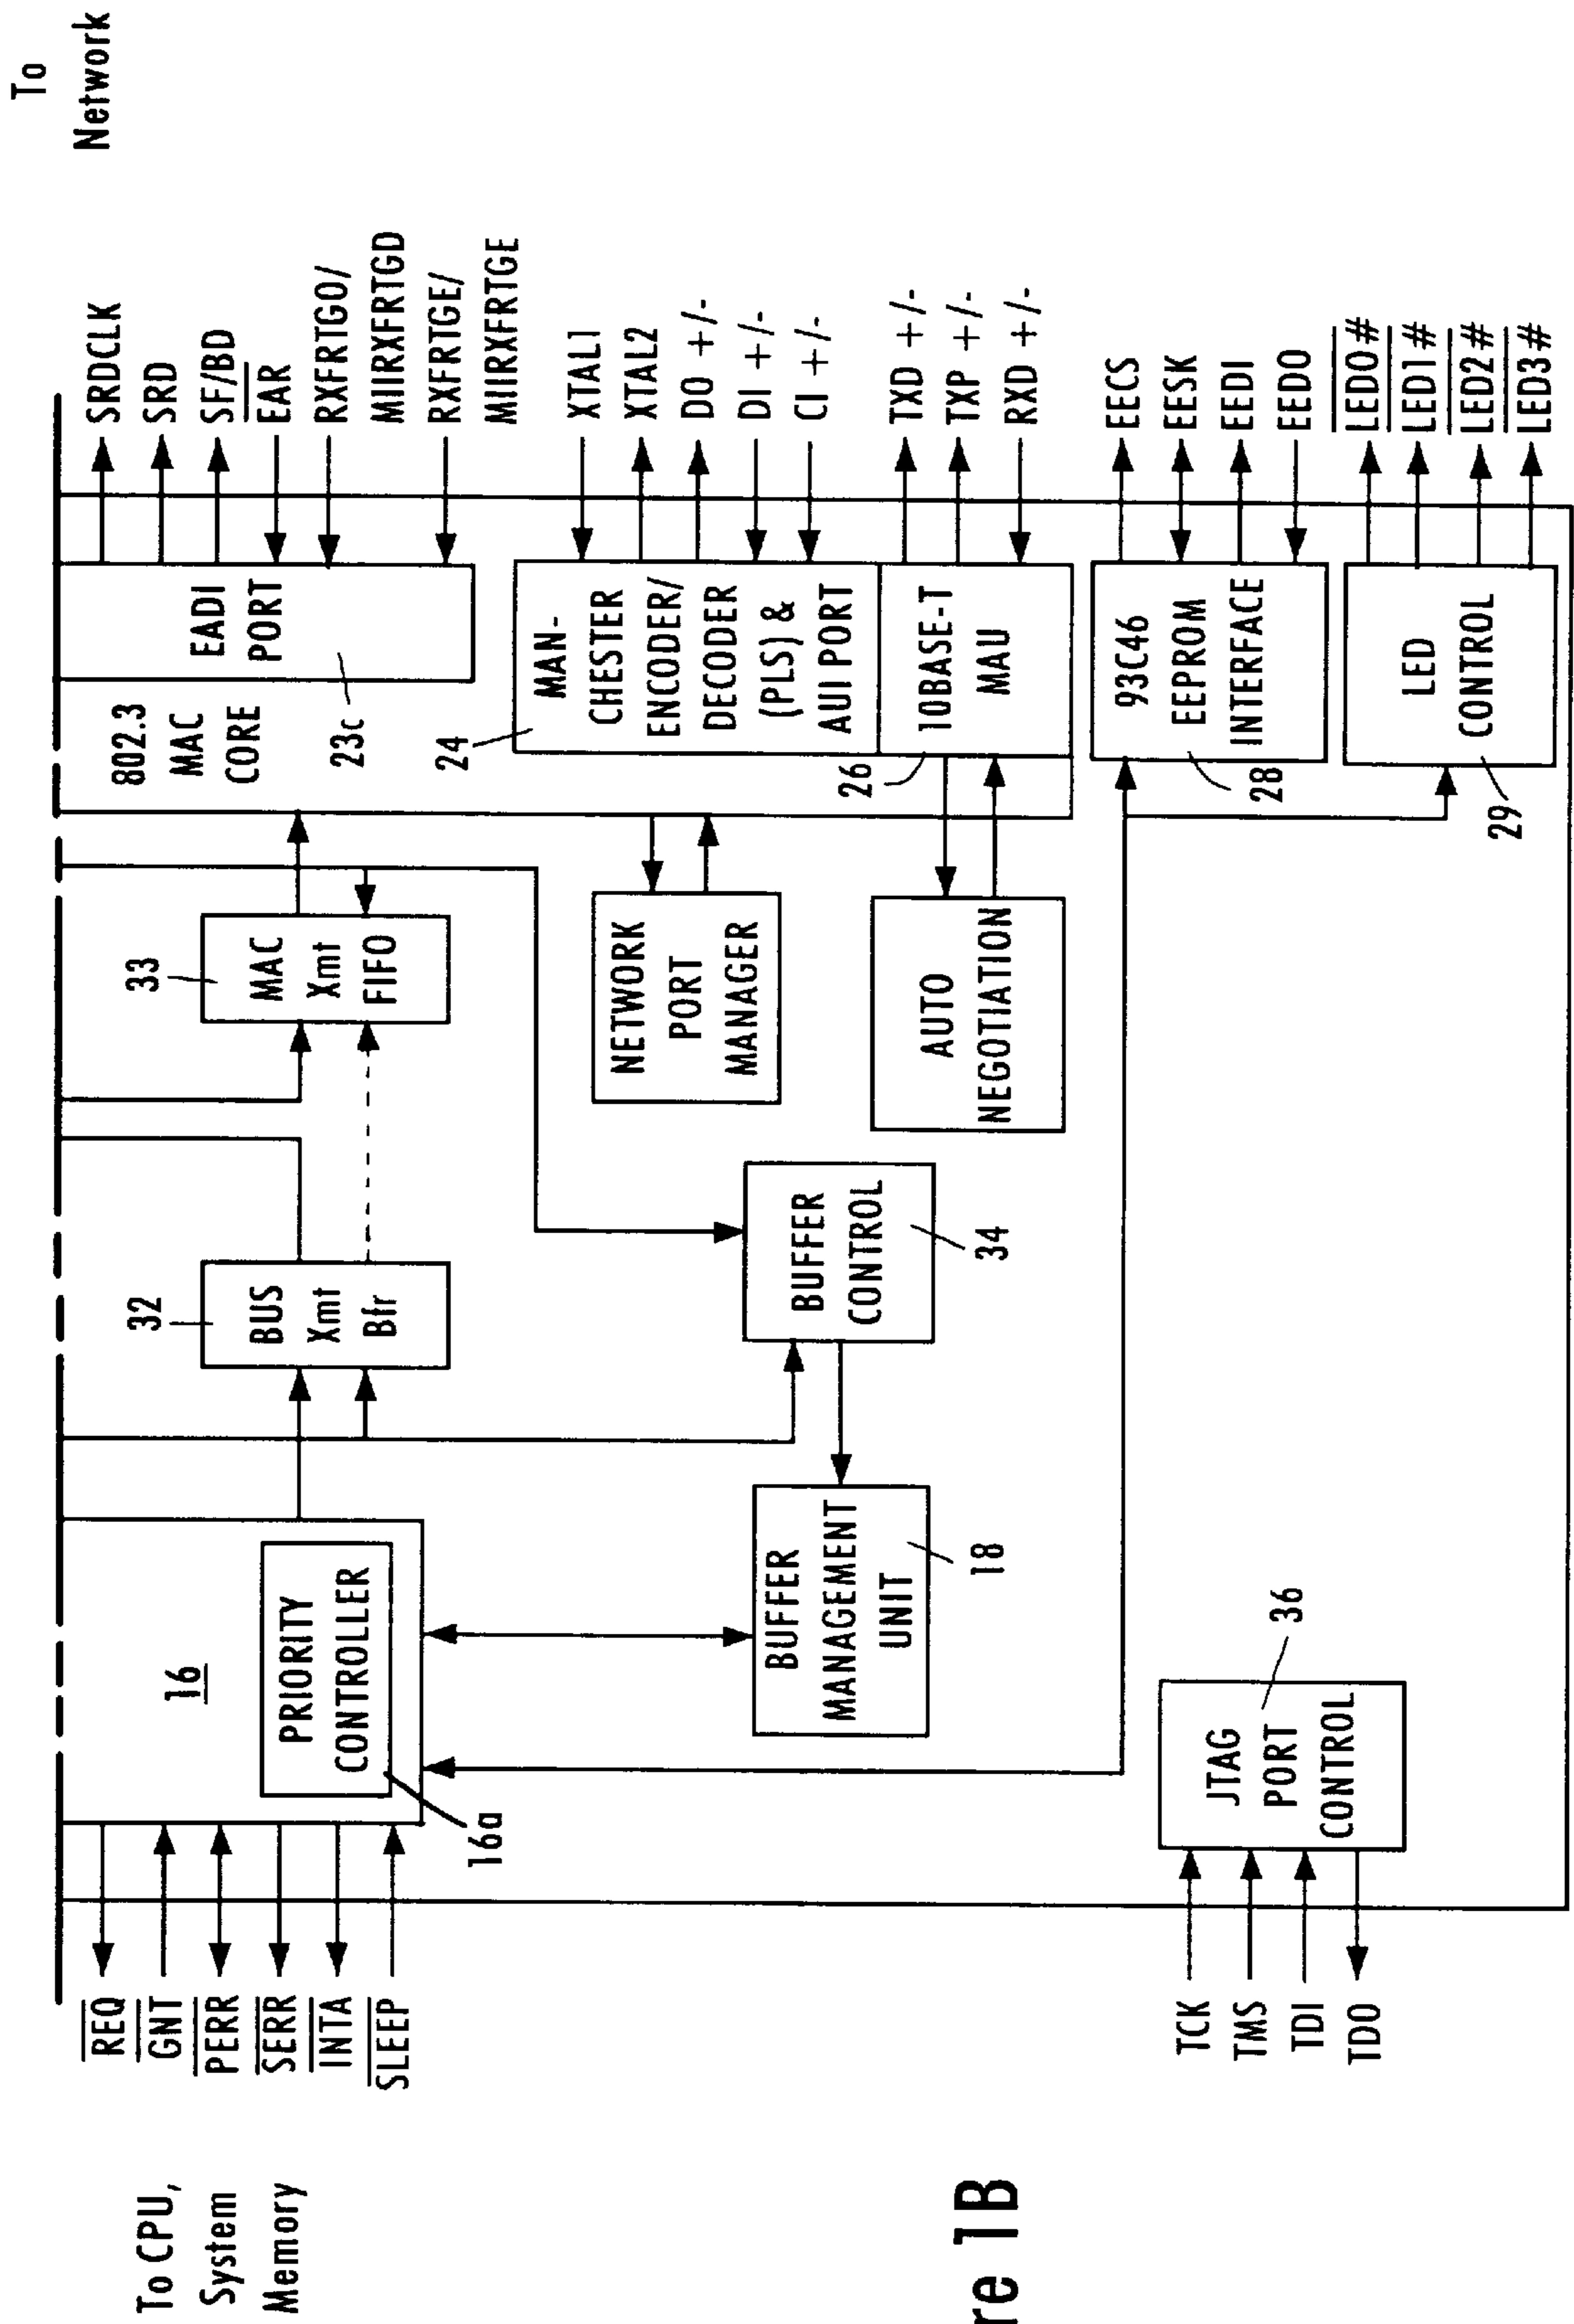 To
Network
To CPU,
System
Memory
REQ
GNT
PERR
SERR
INTA
SLEEP
16
PRIORITY
CONTROLLER
16a
32
BUS
Xmt
Bfr
33
MAC
Xmt
FIFO
802.3
MAC
CORE
EADI
PORT
23c
SRDCLK
SRD
SF/BD
EAR
RXFRTGO/
MIIRXFRTGD
RXFRTGE/
MIIRXFRTGE
24
MAN-
CHESTER
ENCODER/
DECODER
(PLS) &
AUI PORT
XTAL1
XTAL2
DO +/-
DI +/-
CI +/-
26
10BASE-T
MAU
TXD +/-
TXP +/-
RXD +/-
NETWORK
PORT
MANAGER
AUTO
NEGOTIATION
BUFFER
CONTROL
34
BUFFER
MANAGEMENT
UNIT
18
93C46
EEPROM
INTERFACE
28
EECS
EESK
EEDI
EEDO
LED
CONTROL
29
LED0#
LED1#
LED2#
LED3#
TCK
TMS
TDI
TDO
JTAG
PORT
CONTROL
36
re 1B